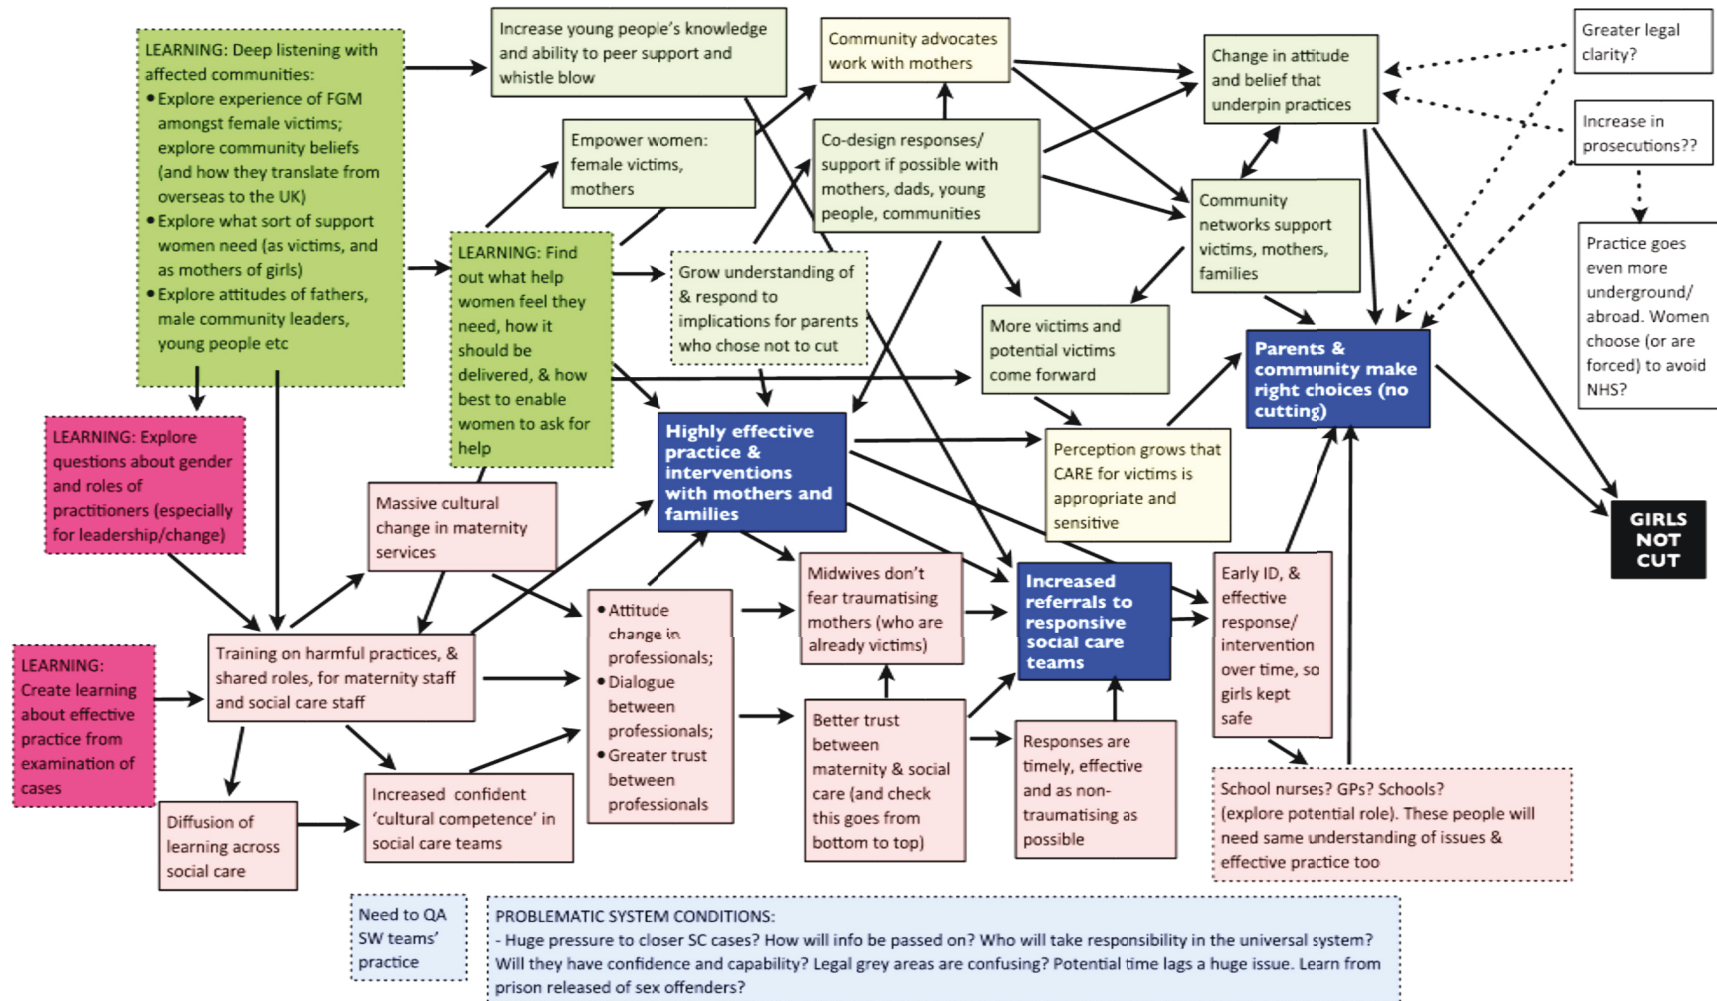 LEARNING: Deep listening with
affected communities:
• Explore experience of FGM
amongst female victims;
explore community beliefs
(and how they translate from
overseas to the UK)
• Explore what sort of support
women need (as victims, and
as mothers of girls)
• Explore attitudes of fathers,
male community leaders,
young people etc
Increase young people's knowledge
and ability to peer support and
whistle blow
Community advocates
work with mothers
Change in attitude
and belief that
underpin practices
Greater legal
clarity?
Empower women:
female victims,
mothers
Co-design responses/
support if possible with
mothers, dads, young
people, communities
Increase in
prosecutions??
Community
networks support
victims, mothers,
families
Practice goes
even more
underground/
abroad. Women
choose (or are
forced) to avoid
NHS?
LEARNING: Find
out what help
women feel they
need, how it
should be
delivered, & how
best to enable
women to ask for
help
Grow understanding of
& respond to
implications for parents
who chose not to cut
More victims and
potential victims
come forward
Parents &
community make
right choices (no
cutting)
LEARNING: Explore
questions about gender
and roles of
practitioners (especially
for leadership/change)
Highly effective
practice &
interventions
with mothers and
families
Perception grows that
CARE for victims is
appropriate and
sensitive
Massive cultural
change in maternity
services
GIRLS
NOT
CUT
Midwives don't
fear traumatising
mothers (who are
already victims)
Increased
referrals to
responsive
social care
teams
Early ID, &
effective
response/
intervention
over time, so
girls kept
safe
• Attitude
change in
professionals;
• Dialogue
between
professionals;
• Greater trust
between
professionals
LEARNING:
Create learning
about effective
practice from
examination of
cases
Training on harmful practices, &
shared roles, for maternity staff
and social care staff
Better trust
between
maternity & social
care (and check
this goes from
bottom to top)
Responses are
timely, effective
and as non-
traumatising as
possible
School nurses? GPs? Schools?
(explore potential role). These people will
need same understanding of issues &
effective practice too
Diffusion of
learning across
social care
Increased confident
'cultural competence' in
social care teams
Need to QA
SW teams'
practice
PROBLEMATIC SYSTEM CONDITIONS:
- Huge pressure to closer SC cases? How will info be passed on? Who will take responsibility in the universal system?
Will they have confidence and capability? Legal grey areas are confusing? Potential time lags a huge issue. Learn from
prison released of sex offenders?